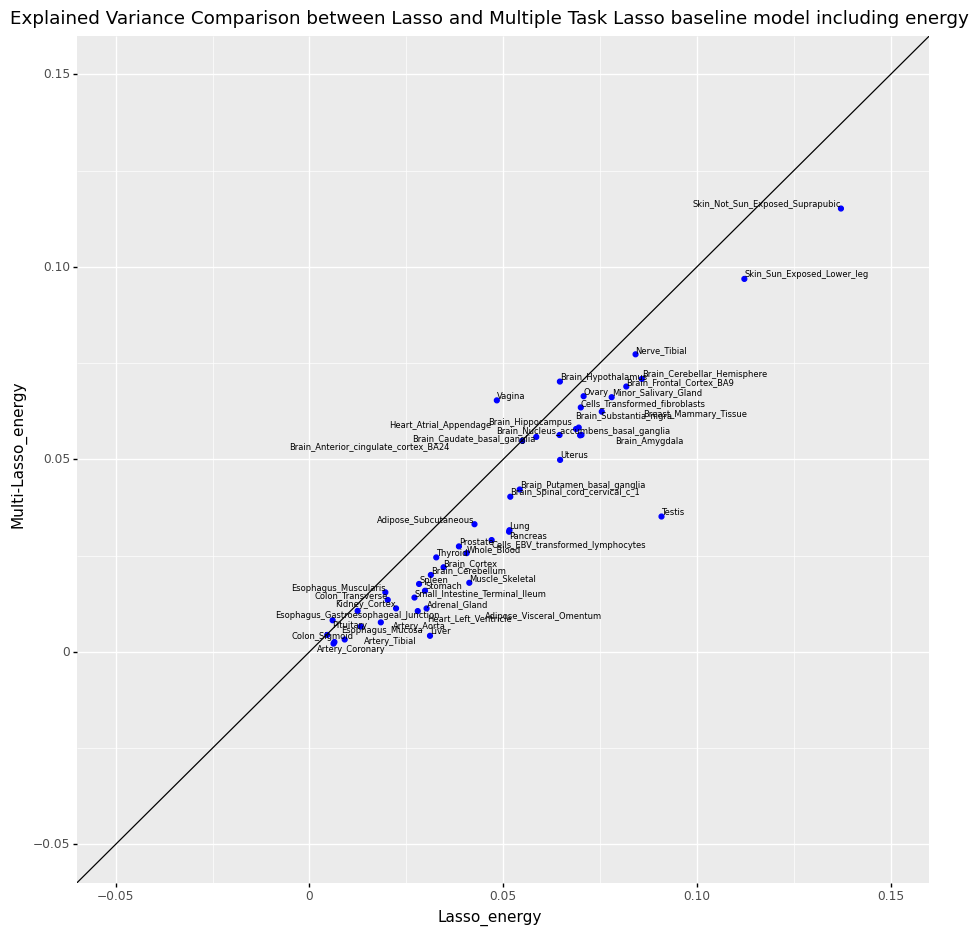 Explained Variance Comparison between Lasso and Multiple Task Lasso baseline model including energy
0.15
Skin_Not_Sun_Exposed_Suprapubic
0.10
Skin_Sun_Exposed_Lower_leg
Nerve_Tibial
Brain_Hypothalamus
Brain_Cerebellar_Hemisphere
Brain_Frontal_Cortex_BA9
Vagina
Ovary
Minor_Salivary_Gland
Cells_Transformed_fibroblasts
Brain_Substantia_nigra
Breast_Mammary_Tissue
Heart_Atrial_Appendage
Brain_Hippocampus
Brain_Nucleus_accumbens_basal_ganglia
Brain_Caudate_basal_ganglia
Brain_Amygdala
Brain_Anterior_cingulate_cortex_BA24
0.05
Uterus
Brain_Putamen_basal_ganglia
Brain_Spinal_cord_cervical_c_1
Adipose_Subcutaneous
Testis
Lung
Pancreas
Prostate
Cells_EBV_transformed_lymphocytes
Thyroid
Whole_Blood
Brain_Cortex
Brain_Cerebellum
Spleen
Muscle_Skeletal
Esophagus_Muscularis
Stomach
Colon_Transverse
Small_Intestine_Terminal_Ileum
Kidney_Cortex
Adrenal_Gland
Esophagus_Gastroesophageal_Junction
Adipose_Visceral_Omentum
Heart_Left_Ventricle
Pituitary
Artery_Aorta
Esophagus_Mucosa
Liver
Colon_Sigmoid
Artery_Tibial
Artery_Coronary
0
−0.05
−0.05
0
0.05
0.10
0.15
Lasso_energy
Multi-Lasso_energy